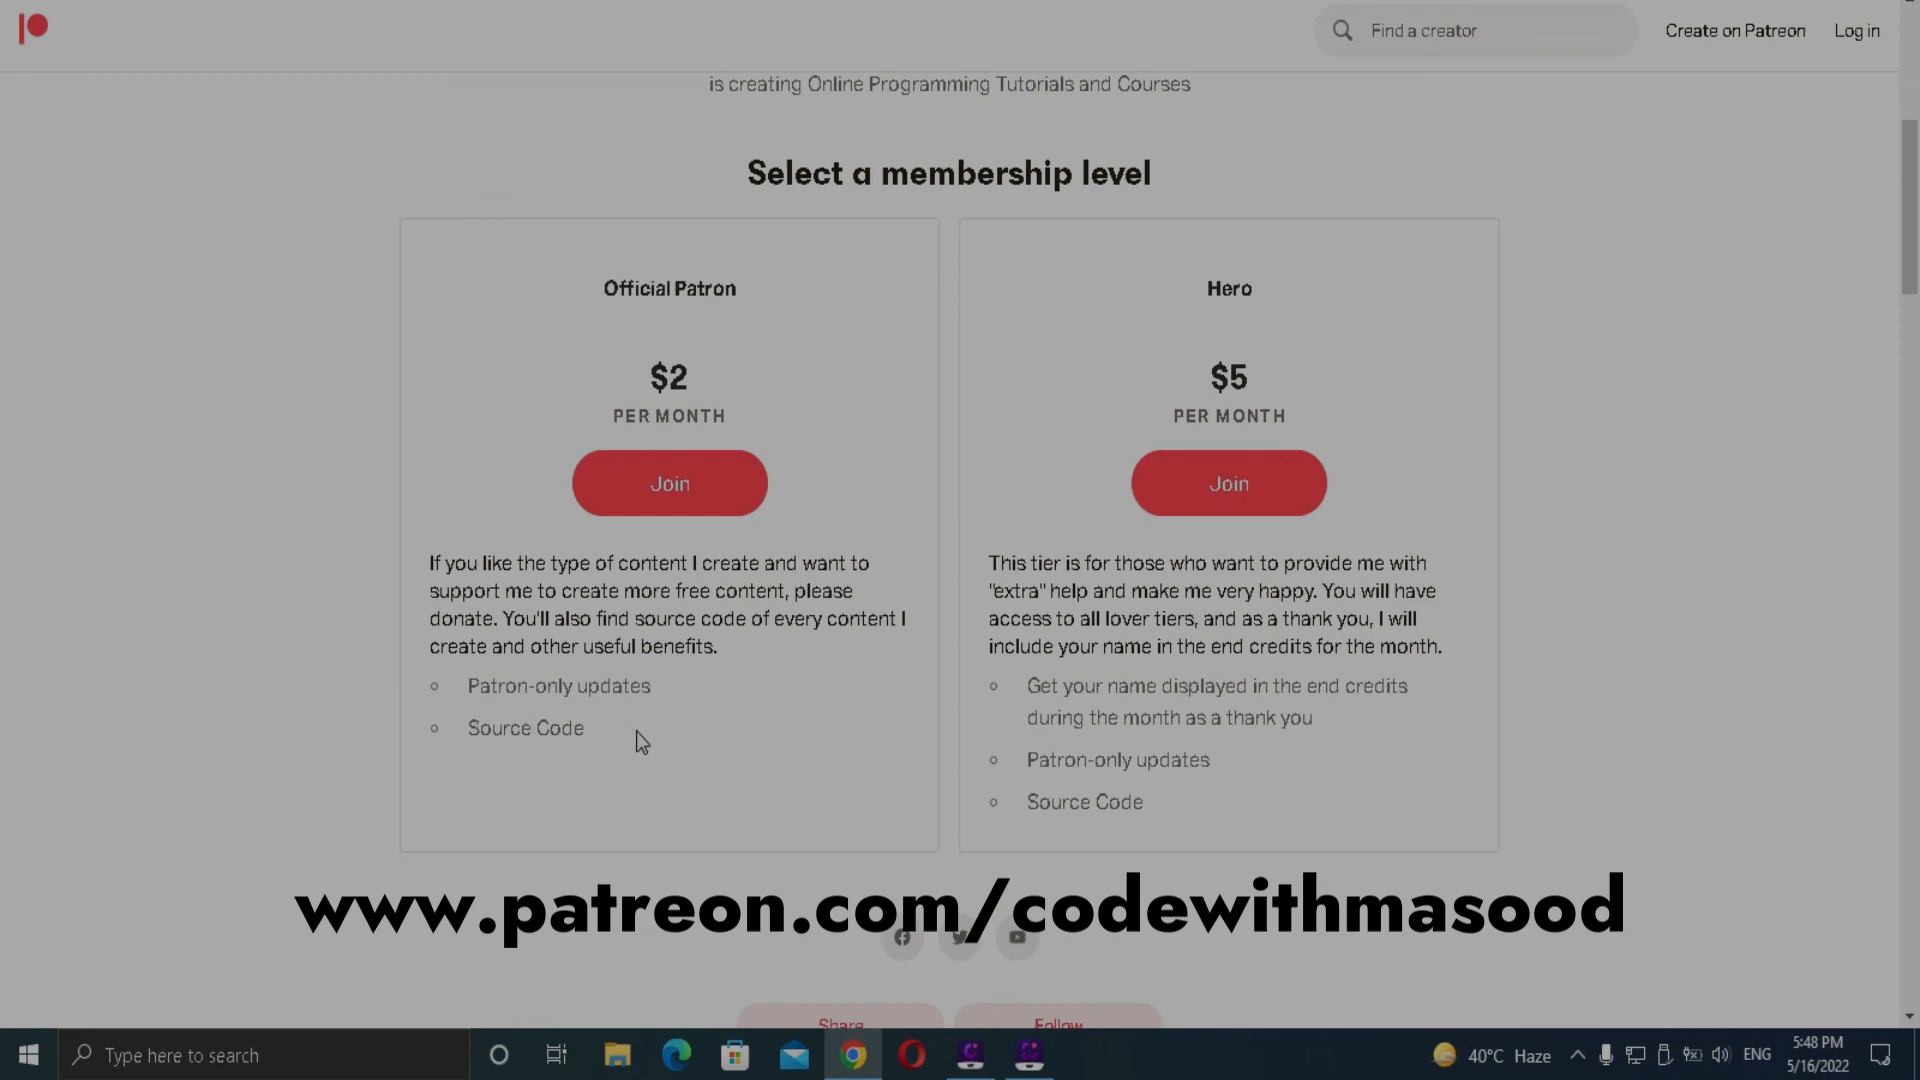 Find a creator
Create on Patreon
Log in
is creating Online Programming Tutorials and Courses
Select a membership level
Official Patron
$2
PER MONTH
Join
If you like the type of content I create and want to
support me to create more free content, please
donate. You'll also find source code of every content I
create and other useful benefits.
Patron-only updates
Source Code
Hero
$5
PER MONTH
Join
This tier is for those who want to provide me with
"extra" help and make me very happy. You will have
access to all lover tiers, and as a thank you, I will
include your name in the end credits for the month.
Get your name displayed in the end credits
during the month as a thank you
Patron-only updates
Source Code
www.patreon.com/codewithmasood
Share
Follow
Type here to search
40°C Haze
ENG
5:48 PM
5/16/2022